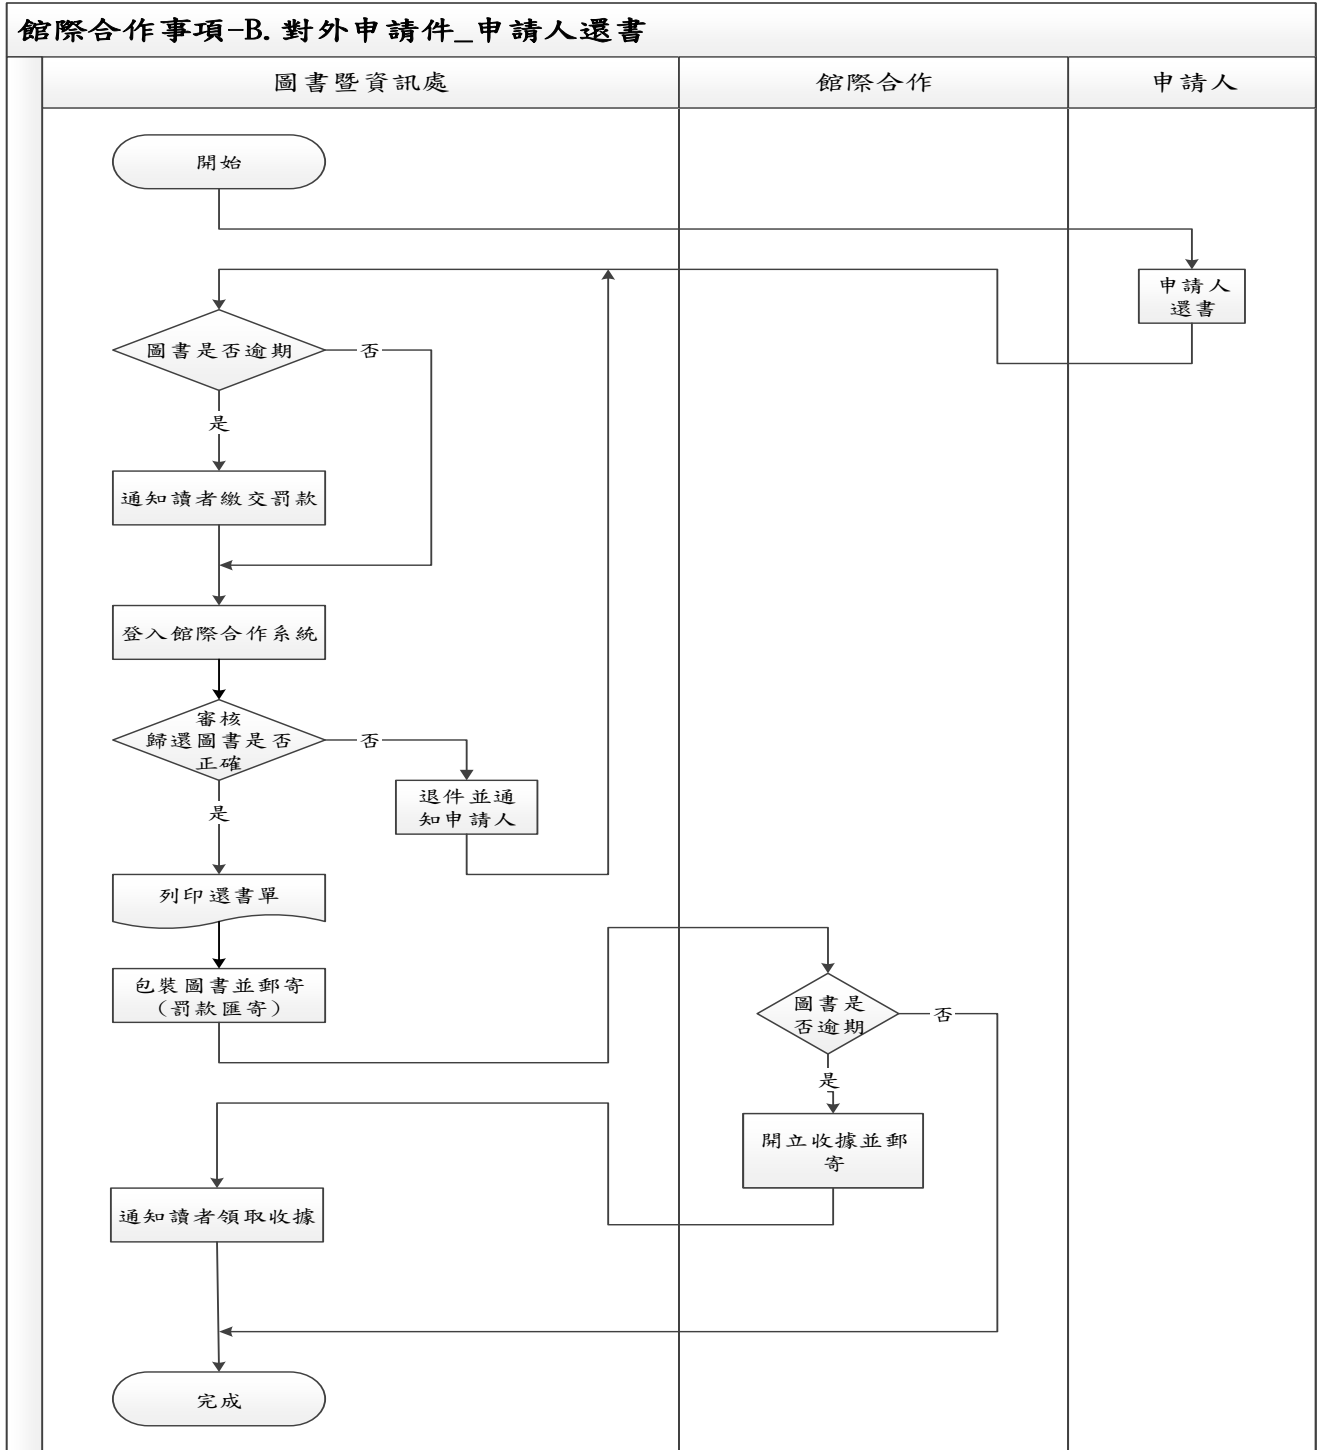 館際合作事項-B.對外申請件_申請人還書
圖書暨資訊處
館際合作
申請人
開始
申請人
還書
圖書是否逾期
否
是
通知讀者繳交罰款
登入館際合作系統
審核
歸還圖書是否
正確
否
是
退件並通
知申請人
列印還書單
包裝圖書並郵寄
(罰款匯寄)
圖書是
否逾期
否
是
開立收據並郵
寄
通知讀者領取收據
完成